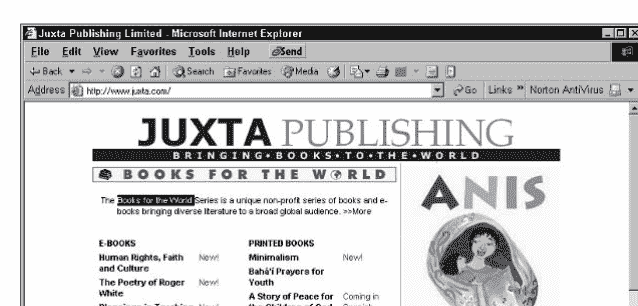 Juxta Publishing Limited - Microsoft Internet Explorer
File Edit View Favorites Tools Help Send
Back Search Favorites Media
Address http://www.juxta.com/ Go Links » Norton AntiVirus
JUXTA PUBLISHING
BRINGING•BOOKS•TO•THE•WORLD
BOOKS FOR THE WORLD
The Books for the World Series is a unique non-profit series of books and e-
books bringing diverse literature to a broad global audience. >>More
ANIS
E-BOOKS
Human Rights, Faith New!
and Culture
The Poetry of Roger New!
White
PRINTED BOOKS
Minimalism New!
Bahá'í Prayers for
Youth
A Story of Peace for Coming in